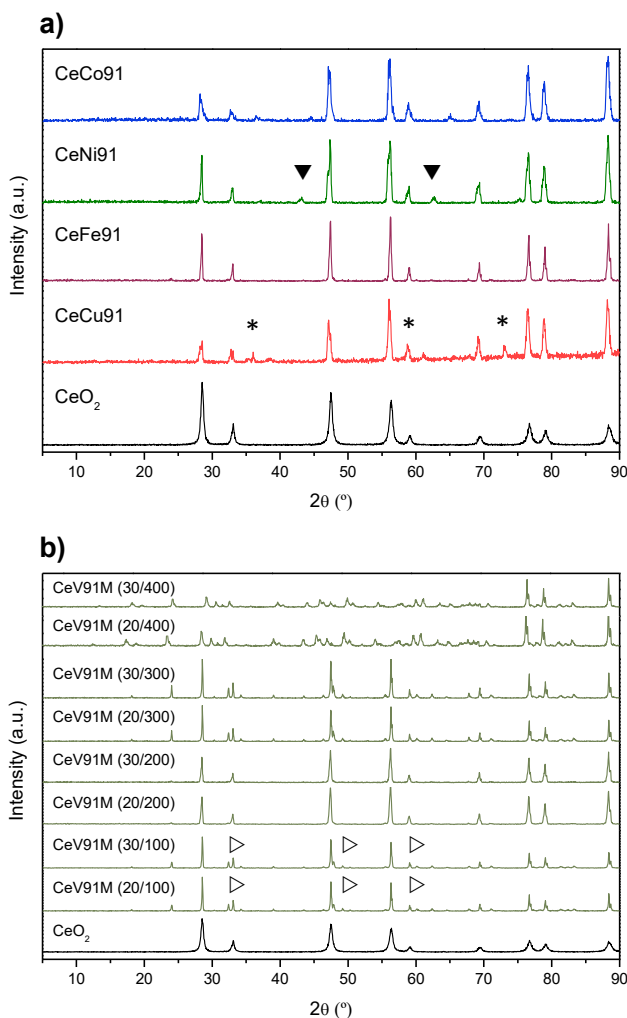 a)
CeCo91
CeNi91
CeFe91
CeCu91
* * *
CeO₂
Intensity (a.u.)
10 20 30 40 50 60 70 80 90
2θ (º)
b)
CeV91M (30/400)
CeV91M (20/400)
CeV91M (30/300)
CeV91M (20/300)
CeV91M (30/200)
CeV91M (20/200)
CeV91M (30/100)
CeV91M (20/100)
CeO₂
Intensity (a.u.)
10 20 30 40 50 60 70 80 90
2θ (º)